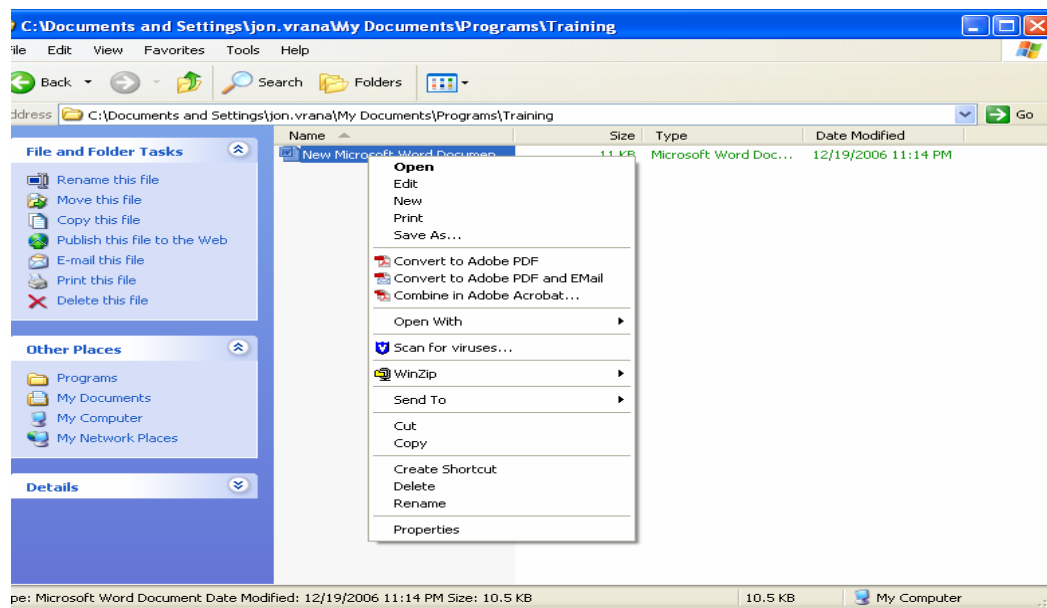 C:\Documents and Settings\jon.vrana\My Documents\Programs\Training
File Edit View Favorites Tools Help
Back Search Folders
Address C:\Documents and Settings\jon.vrana\My Documents\Programs\Training Go
Name Size Type Date Modified
File and Folder Tasks
New Microsoft Word Documen 11 KB Microsoft Word Doc... 12/19/2006 11:14 PM
Rename this file
Move this file
Copy this file
Publish this file to the Web
E-mail this file
Print this file
Delete this file
Other Places
Programs
My Documents
My Computer
My Network Places
Details
Open
Edit
New
Print
Save As...
Convert to Adobe PDF
Convert to Adobe PDF and EMail
Combine in Adobe Acrobat...
Open With
Scan for viruses...
WinZip
Send To
Cut
Copy
Create Shortcut
Delete
Rename
Properties
pe: Microsoft Word Document Date Modified: 12/19/2006 11:14 PM Size: 10.5 KB 10.5 KB My Computer